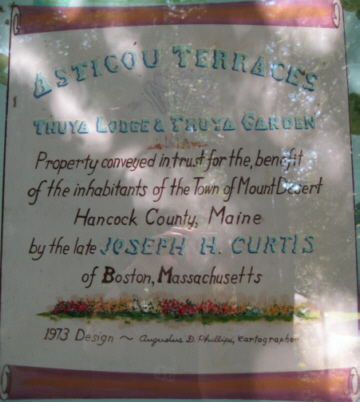 ASTICOU TERRACES
THUYA LODGE & THUYA GARDEN
Property conveyed in trust for the, benefit
of the inhabitants of the Town of Mount Desert
Hancock County, Maine
by the late JOSEPH H. CURTIS
of Boston, Massachusetts
1973 Design ~ Augustus D. Phillips, Kartographer